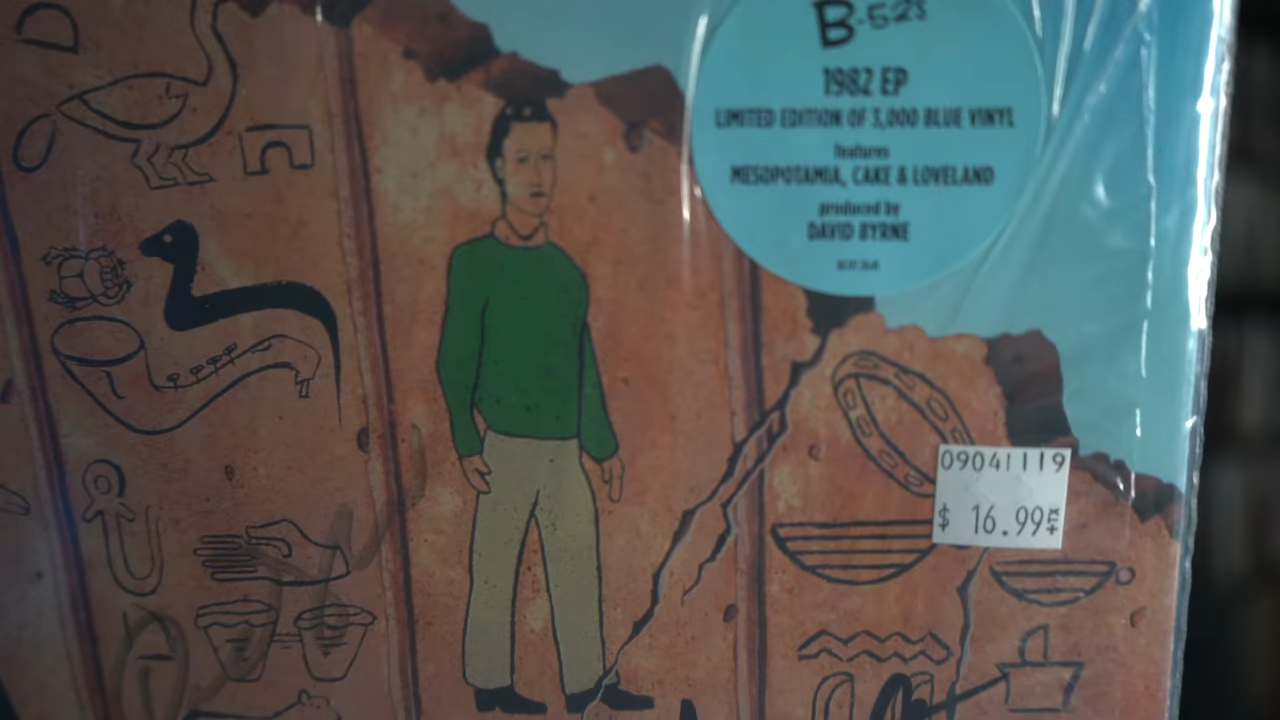 B-52s
1982 EP
LIMITED EDITION OF 3,000 BLUE VINYL
features
MESOPOTAMIA, CAKE & LOVELAND
produced by
DAVID BYRNE
09041119
$ 16.99